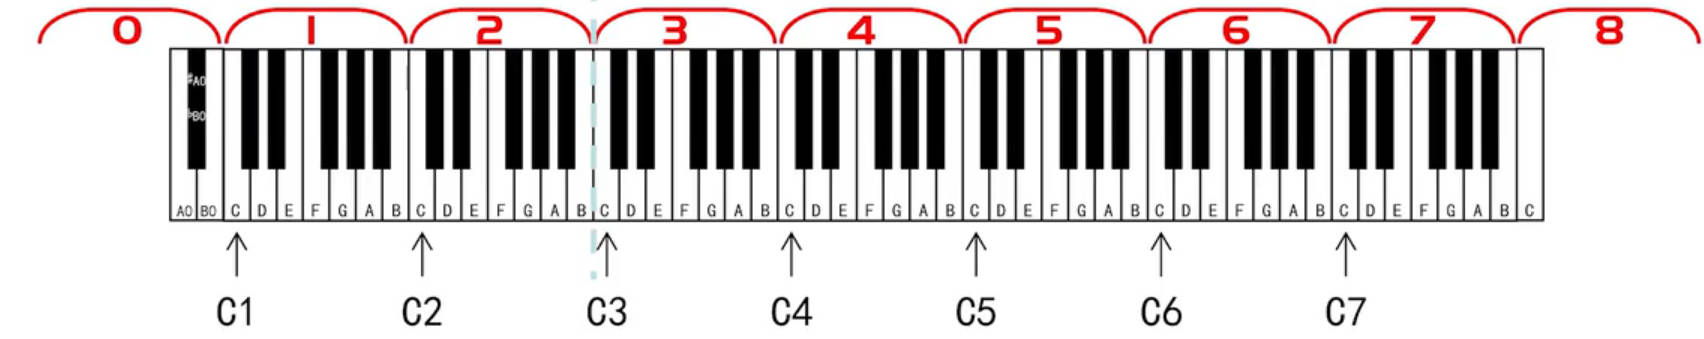 0 1 2 3 4 5 6 7 8
♯A0
♭B0
A0 B0 C D E F G A B C D E F G A B C D E F G A B C D E F G A B C D E F G A B C D E F G A B C D E F G A B C
C1 C2 C3 C4 C5 C6 C7